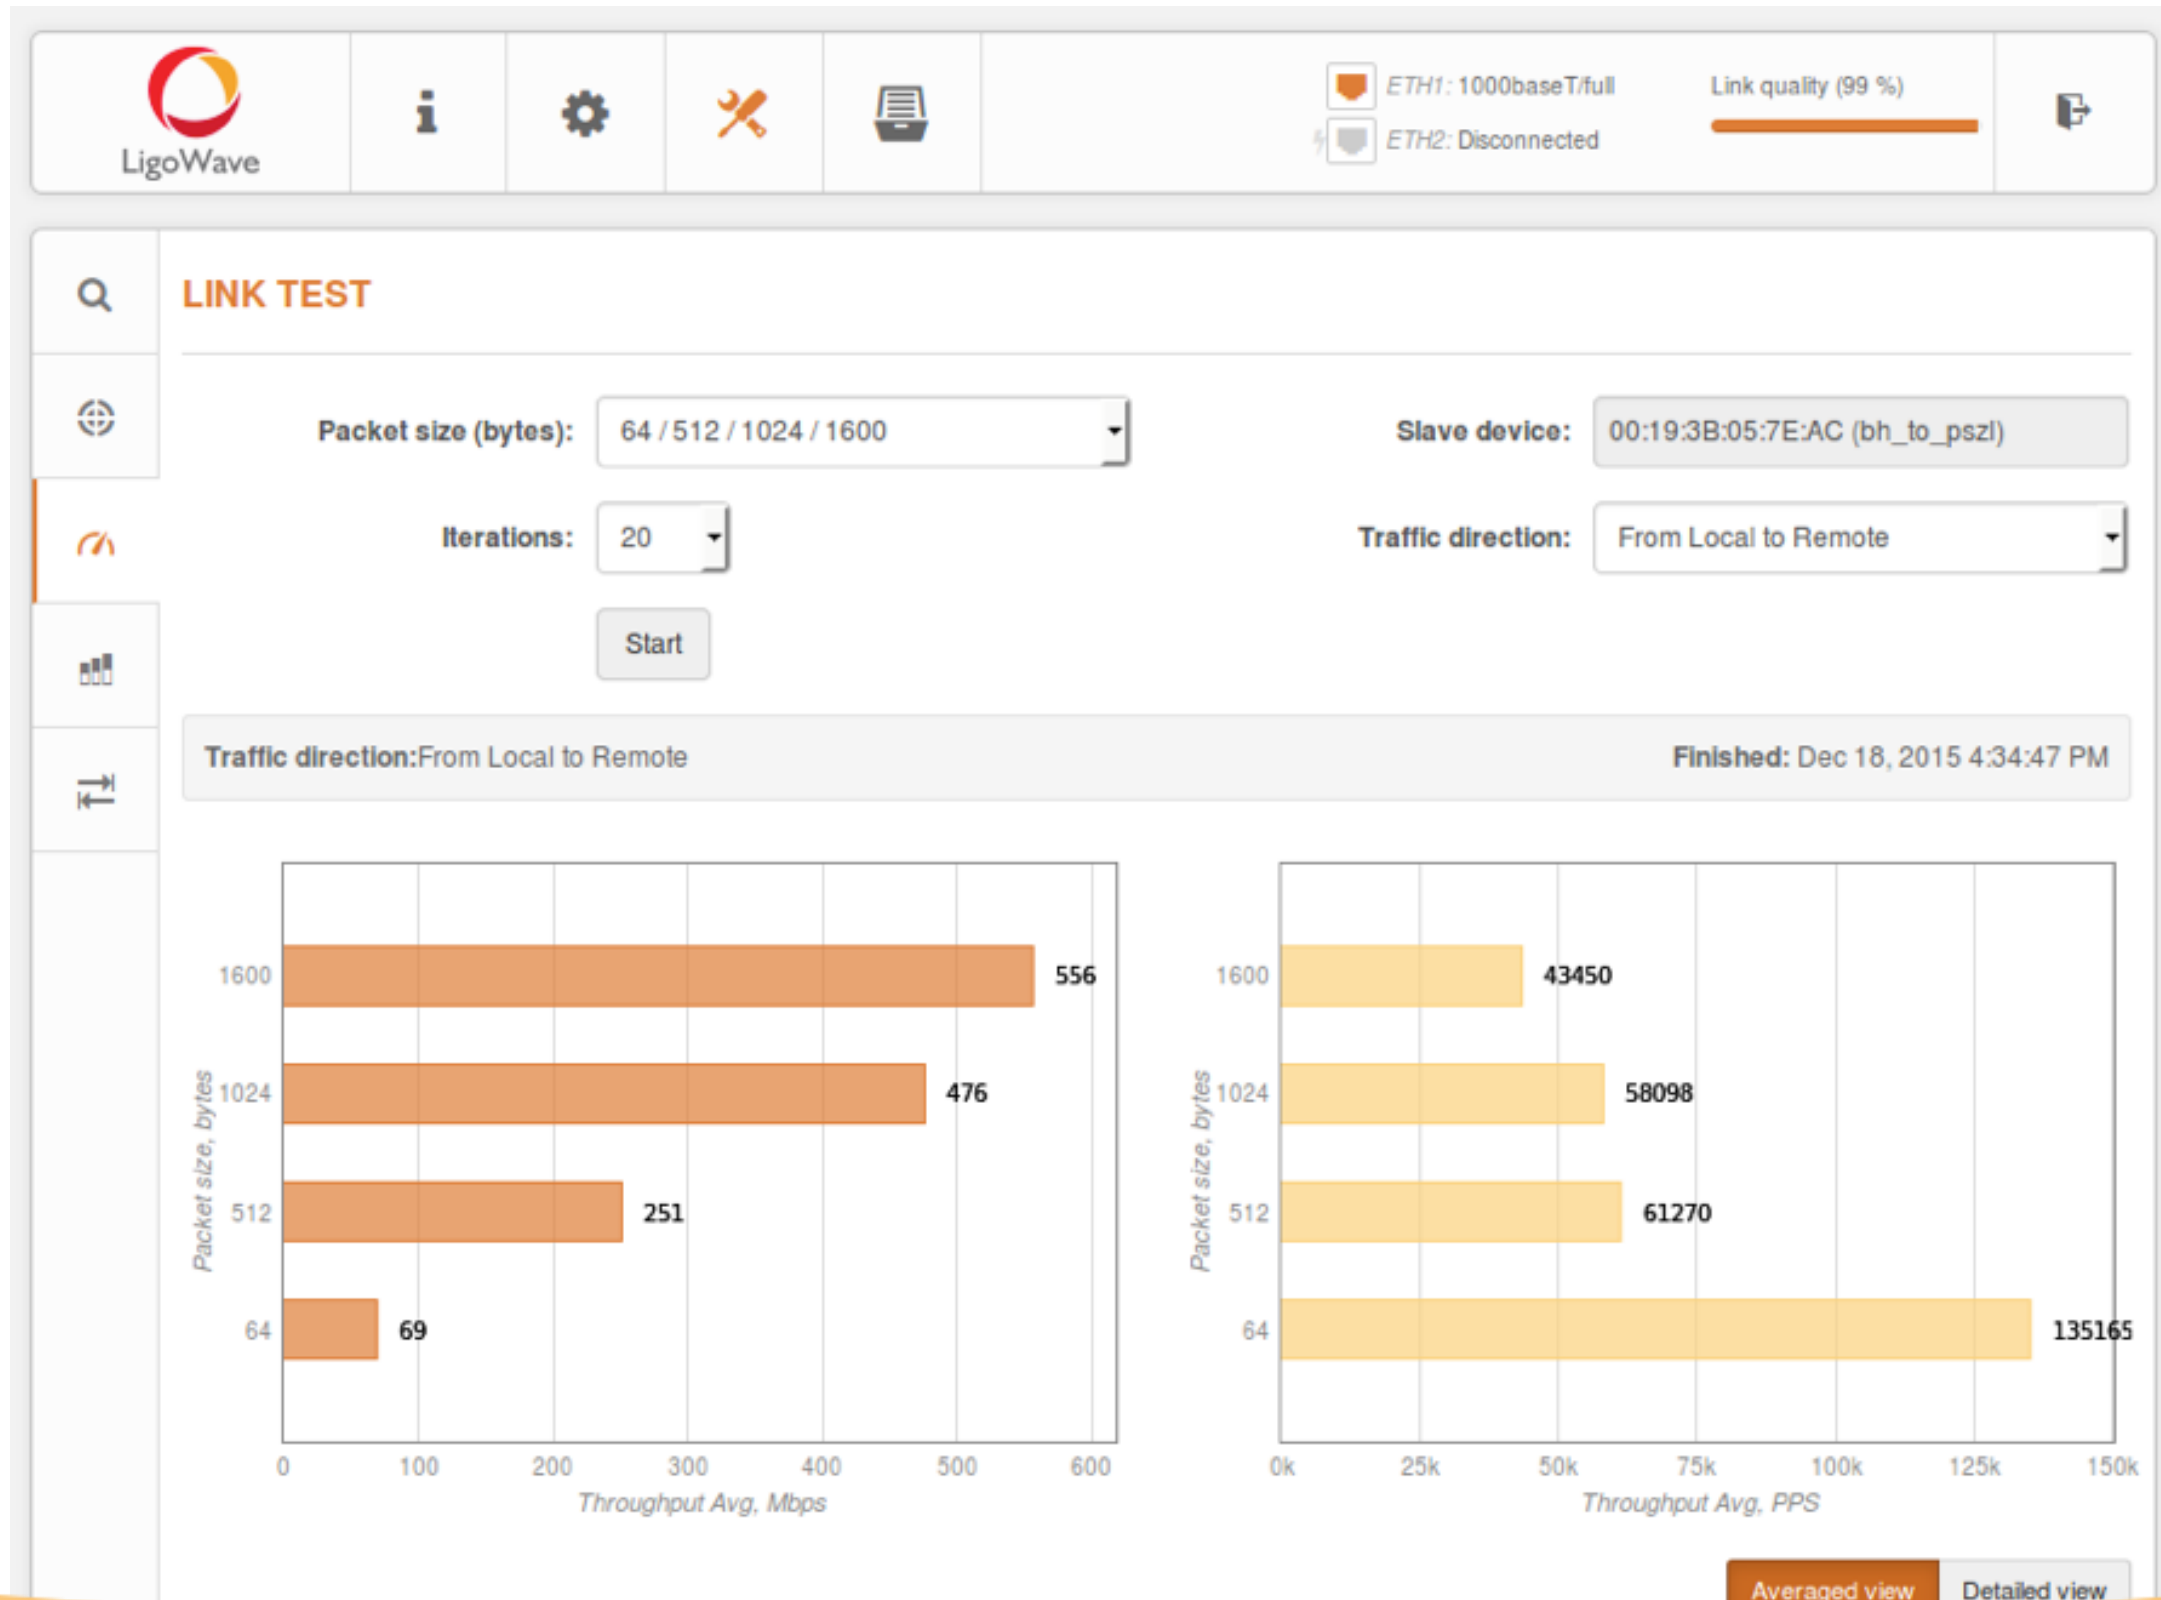 LigoWave
ETH1: 1000baseT/full
ETH2: Disconnected
Link quality (99 %)
LINK TEST
Packet size (bytes): 64 / 512 / 1024 / 1600
Slave device: 00:19:3B:05:7E:AC (bh_to_pszl)
Iterations: 20
Traffic direction: From Local to Remote
Start
Traffic direction:From Local to Remote
Finished: Dec 18, 2015 4:34:47 PM
Packet size, bytes
1600 556
1024 476
512 251
64 69
0 100 200 300 400 500 600
Throughput Avg, Mbps
Packet size, bytes
1600 43450
1024 58098
512 61270
64 135165
0k 25k 50k 75k 100k 125k 150k
Throughput Avg, PPS
Averaged view
Detailed view